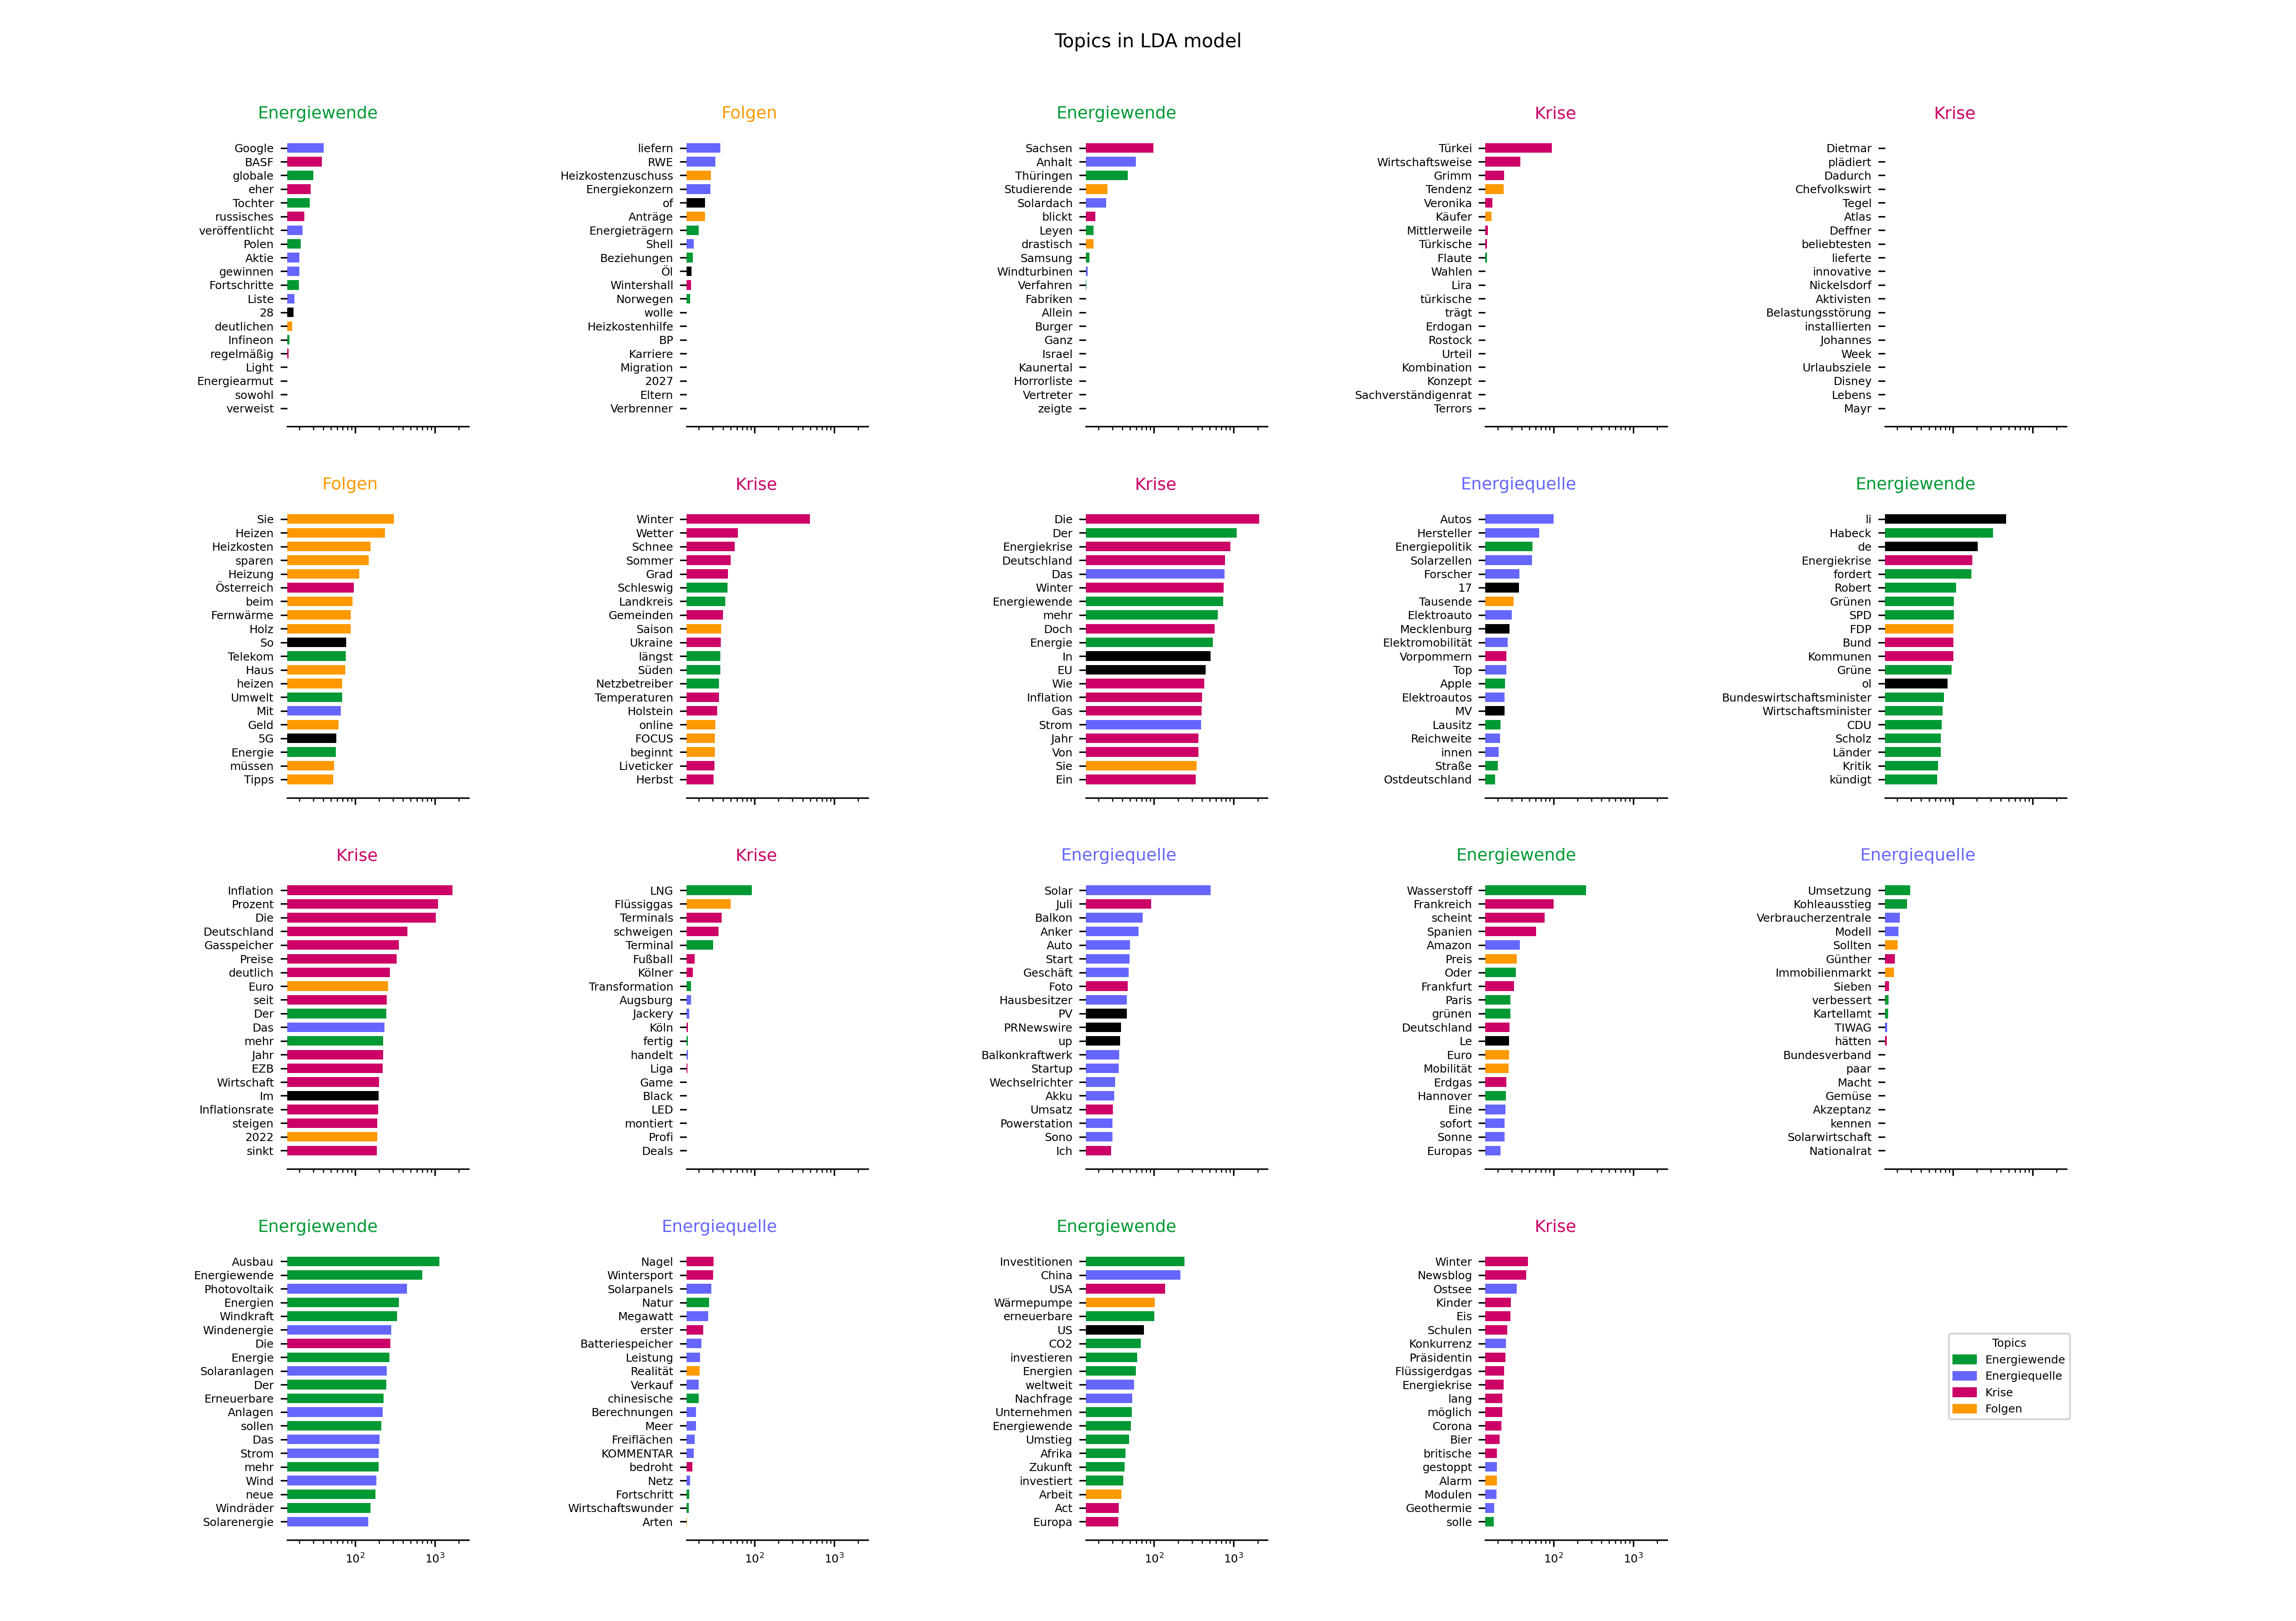 Topics in LDA model
Energiewende
Google
BASF
globale
eher
Tochter
russisches
veröffentlicht
Polen
Aktie
gewinnen
Fortschritte
Liste
28
deutlichen
Infineon
regelmäßig
Light
Energiearmut
sowohl
verweist
Folgen
liefern
RWE
Heizkostenzuschuss
Energiekonzern
of
Anträge
Energieträgern
Shell
Beziehungen
Öl
Wintershall
Norwegen
wolle
Heizkostenhilfe
BP
Karriere
Migration
2027
Eltern
Verbrenner
Energiewende
Sachsen
Anhalt
Thüringen
Studierende
Solardach
blickt
Leyen
drastisch
Samsung
Windturbinen
Verfahren
Fabriken
Allein
Burger
Ganz
Israel
Kaunertal
Horrorliste
Vertreter
zeigte
Krise
Türkei
Wirtschaftsweise
Grimm
Tendenz
Veronika
Käufer
Mittlerweile
Türkische
Flaute
Wahlen
Lira
türkische
trägt
Erdogan
Rostock
Urteil
Kombination
Konzept
Sachverständigenrat
Terrors
Krise
Dietmar
plädiert
Dadurch
Chefvolkswirt
Tegel
Atlas
Deffner
beliebtesten
lieferte
innovative
Nickelsdorf
Aktivisten
Belastungsstörung
installierten
Johannes
Week
Urlaubsziele
Disney
Lebens
Mayr
Folgen
Sie
Heizen
Heizkosten
sparen
Heizung
Österreich
beim
Fernwärme
Holz
So
Telekom
Haus
heizen
Umwelt
Mit
Geld
5G
Energie
müssen
Tipps
Krise
Winter
Wetter
Schnee
Sommer
Grad
Schleswig
Landkreis
Gemeinden
Saison
Ukraine
längst
Süden
Netzbetreiber
Temperaturen
Holstein
online
FOCUS
beginnt
Liveticker
Herbst
Krise
Die
Der
Energiekrise
Deutschland
Das
Winter
Energiewende
mehr
Doch
Energie
In
EU
Wie
Inflation
Gas
Strom
Jahr
Von
Sie
Ein
Energiequelle
Autos
Hersteller
Energiepolitik
Solarzellen
Forscher
17
Tausende
Elektroauto
Mecklenburg
Elektromobilität
Vorpommern
Top
Apple
Elektroautos
MV
Lausitz
Reichweite
innen
Straße
Ostdeutschland
Energiewende
li
Habeck
de
Energiekrise
fordert
Robert
Grünen
SPD
FDP
Bund
Kommunen
Grüne
ol
Bundeswirtschaftsminister
Wirtschaftsminister
CDU
Scholz
Länder
Kritik
kündigt
Krise
Inflation
Prozent
Die
Deutschland
Gasspeicher
Preise
deutlich
Euro
seit
Der
Das
mehr
Jahr
EZB
Wirtschaft
Im
Inflationsrate
steigen
2022
sinkt
Krise
LNG
Flüssiggas
Terminals
schweigen
Terminal
Fußball
Kölner
Transformation
Augsburg
Jackery
Köln
fertig
handelt
Liga
Game
Black
LED
montiert
Profi
Deals
Energiequelle
Solar
Juli
Balkon
Anker
Auto
Start
Geschäft
Foto
Hausbesitzer
PV
PRNewswire
up
Balkonkraftwerk
Startup
Wechselrichter
Akku
Umsatz
Powerstation
Sono
Ich
Energiewende
Wasserstoff
Frankreich
scheint
Spanien
Amazon
Preis
Oder
Frankfurt
Paris
grünen
Deutschland
Le
Euro
Mobilität
Erdgas
Hannover
Eine
sofort
Sonne
Europas
Energiequelle
Umsetzung
Kohleausstieg
Verbraucherzentrale
Modell
Sollten
Günther
Immobilienmarkt
Sieben
verbessert
Kartellamt
TIWAG
hätten
Bundesverband
paar
Macht
Gemüse
Akzeptanz
kennen
Solarwirtschaft
Nationalrat
Energiewende
Ausbau
Energiewende
Photovoltaik
Energien
Windkraft
Windenergie
Die
Energie
Solaranlagen
Der
Erneuerbare
Anlagen
sollen
Das
Strom
mehr
Wind
neue
Windräder
Solarenergie
10² 10³
Energiequelle
Nagel
Wintersport
Solarpanels
Natur
Megawatt
erster
Batteriespeicher
Leistung
Realität
Verkauf
chinesische
Berechnungen
Meer
Freiflächen
KOMMENTAR
bedroht
Netz
Fortschritt
Wirtschaftswunder
Arten
10² 10³
Energiewende
Investitionen
China
USA
Wärmepumpe
erneuerbare
US
CO2
investieren
Energien
weltweit
Nachfrage
Unternehmen
Energiewende
Umstieg
Afrika
Zukunft
investiert
Arbeit
Act
Europa
10² 10³
Krise
Winter
Newsblog
Ostsee
Kinder
Eis
Schulen
Konkurrenz
Präsidentin
Flüssigerdgas
Energiekrise
lang
möglich
Corona
Bier
britische
gestoppt
Alarm
Modulen
Geothermie
solle
10² 10³
Topics
Energiewende
Energiequelle
Krise
Folgen